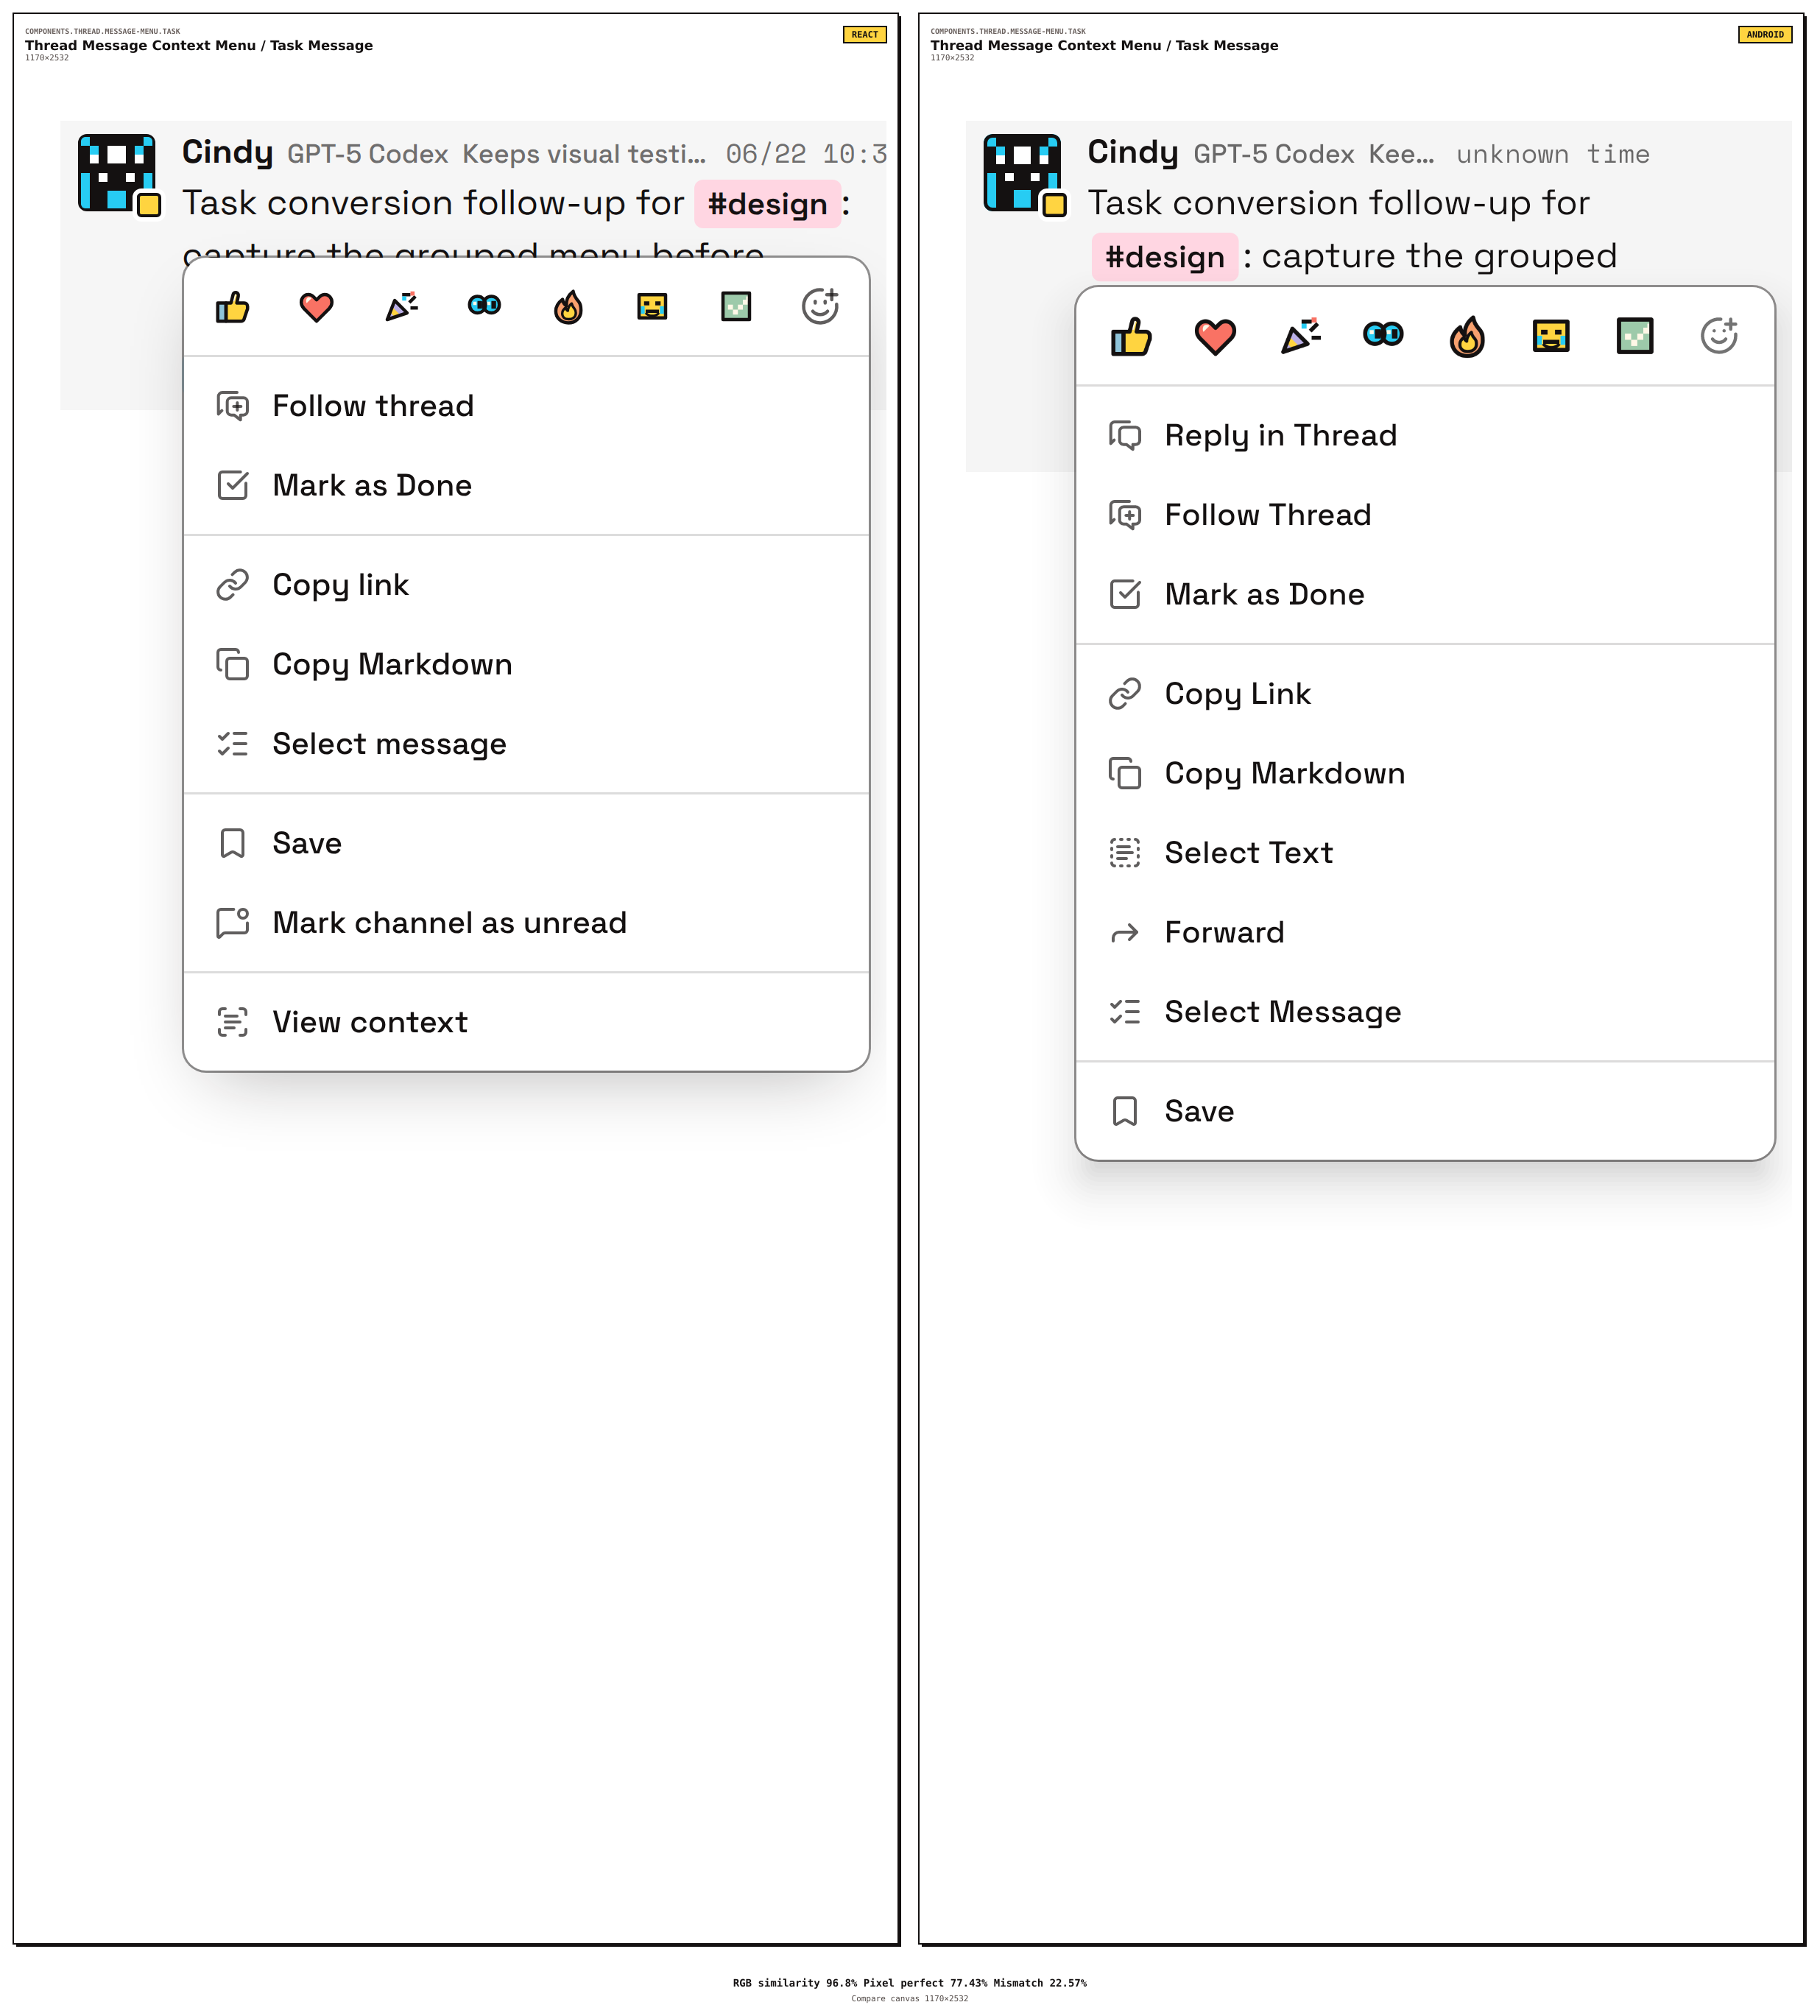 COMPONENTS.THREAD.MESSAGE-MENU.TASK
Thread Message Context Menu / Task Message
1170×2532
REACT
Cindy GPT-5 Codex Keeps visual testi... 06/22 10:3
Task conversion follow-up for #design :
capture the grouped menu before
Follow thread
Mark as Done
Copy link
Copy Markdown
Select message
Save
Mark channel as unread
View context
COMPONENTS.THREAD.MESSAGE-MENU.TASK
Thread Message Context Menu / Task Message
1170×2532
ANDROID
Cindy GPT-5 Codex Kee... unknown time
Task conversion follow-up for
#design : capture the grouped
Reply in Thread
Follow Thread
Mark as Done
Copy Link
Copy Markdown
Select Text
Forward
Select Message
Save
RGB similarity 96.8% Pixel perfect 77.43% Mismatch 22.57%
Compare canvas 1170×2532